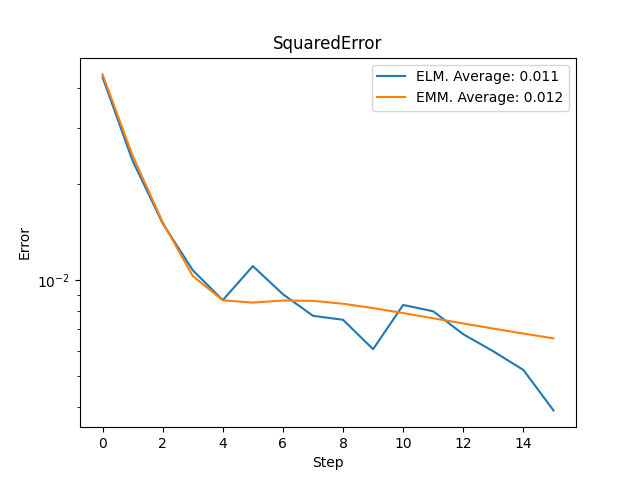 SquaredError
ELM. Average: 0.011
EMM. Average: 0.012
Error
10⁻²
0 2 4 6 8 10 12 14
Step